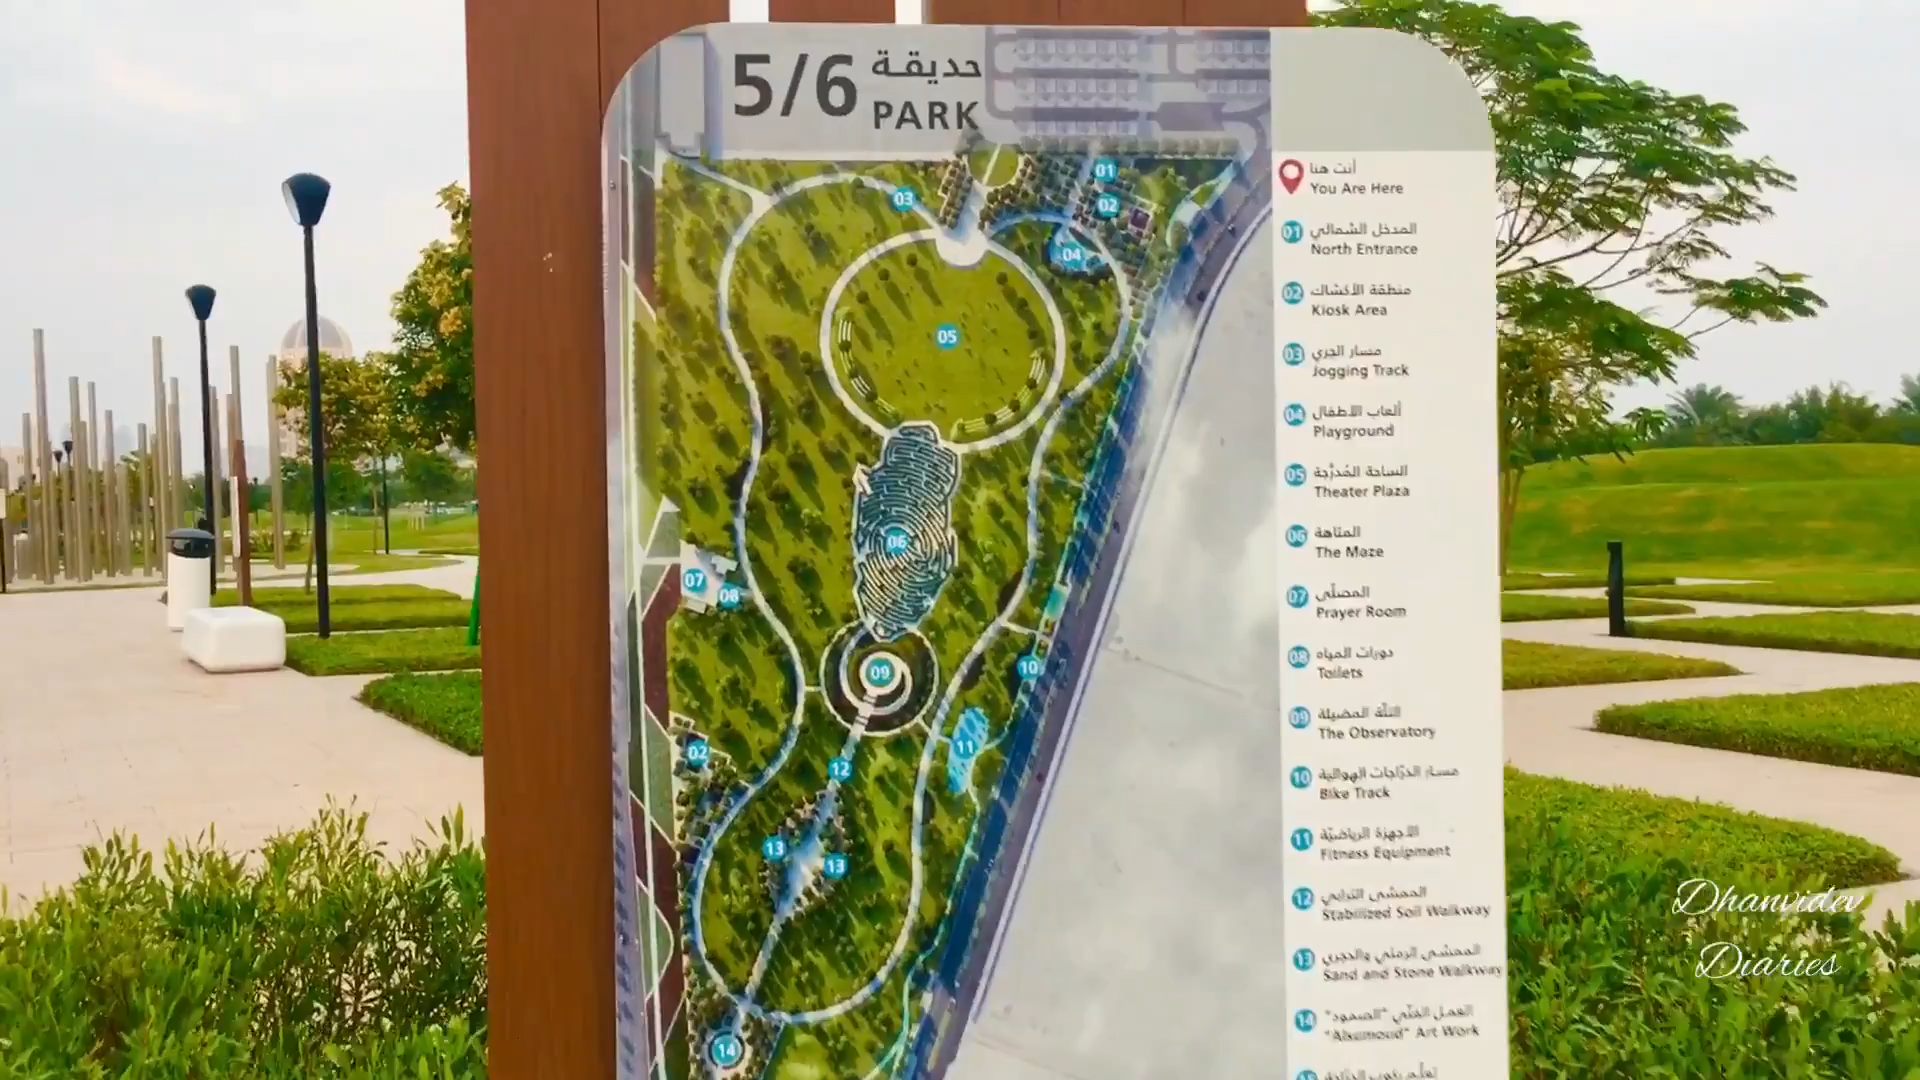 5/6 حديقة
PARK
أنت هنا
You Are Here
01 المدخل الشمالي
North Entrance
02 منطقة الأكشاك
Kiosk Area
03 مسار الجري
Jogging Track
04 ألعاب الأطفال
Playground
05 الساحة المُدرَّجة
Theater Plaza
06 المتاهة
The Maze
07 المصلّى
Prayer Room
08 دورات المياه
Toilets
09 التلّة
The Observatory
10 مسار الدرّاجات الهوائية
Bike Track
11 الأجهزة الرياضيّة
Fitness Equipment
12 الممشى الترابي
Stabilized Soil Walkway
13 الممشى الرملي والحجري
Sand and Stone Walkway
14 العمل الفنّي "الصمود"
"Alsumoud" Art Work
01
02
03
04
05
06
07
08
09
10
02
11
12
13
13
14
Dhanvidev
Diaries